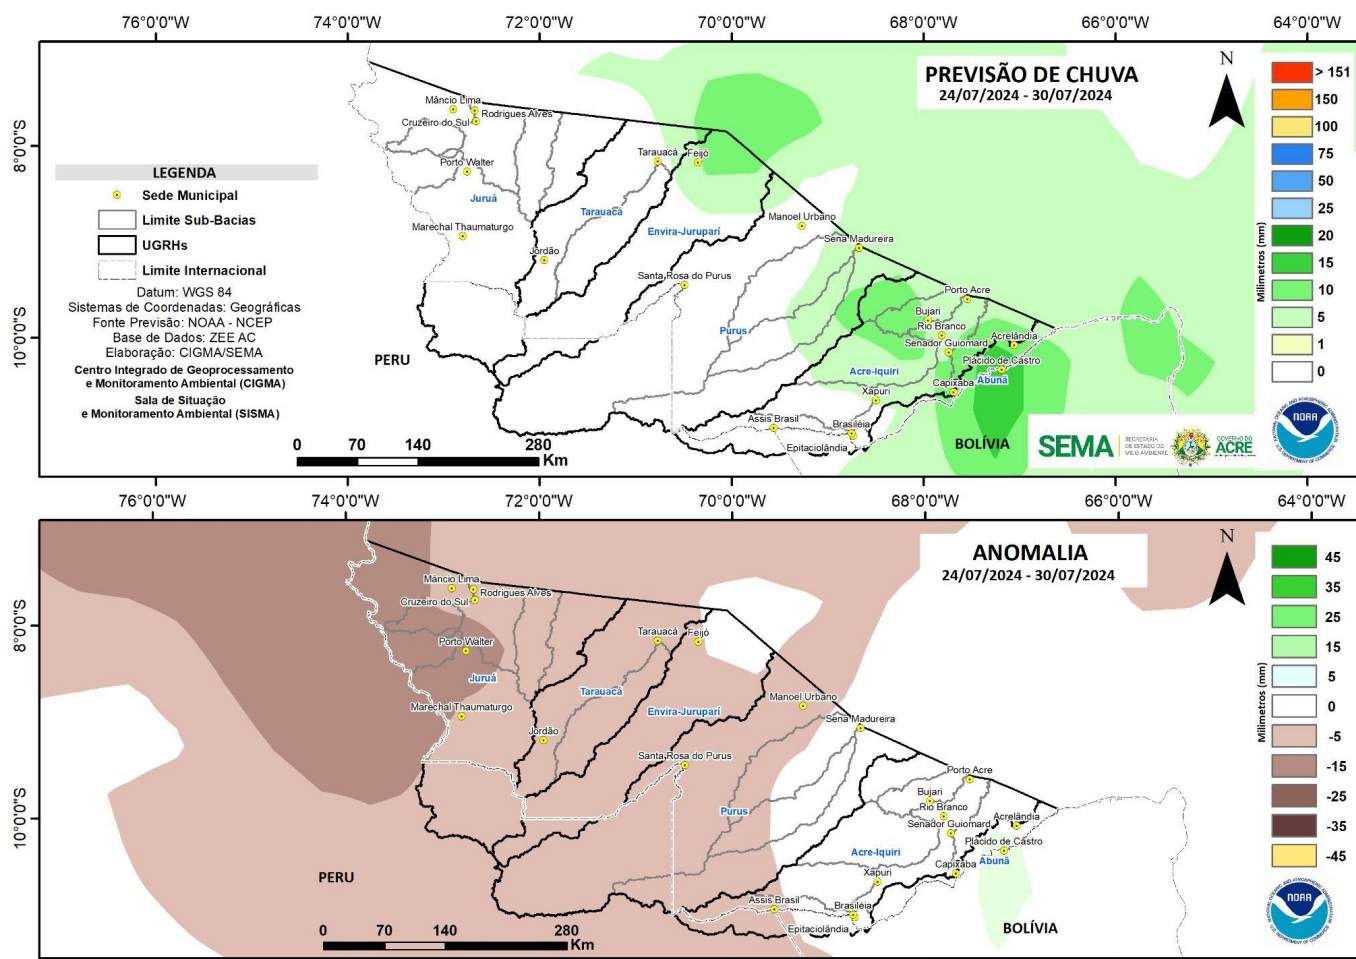 76°0'0"W
74°0'0"W
72°0'0"W
70°0'0"W
68°0'0"W
66°0'0"W
64°0'0"W
8°0'0"S
10°0'0"S
PREVISÃO DE CHUVA
24/07/2024 - 30/07/2024
N
Milimetros (mm)
> 151
150
100
75
50
25
20
15
10
5
1
0
LEGENDA
Sede Municipal
Limite Sub-Bacias
UGRHs
Limite Internacional
Datum: WGS 84
Sistemas de Coordenadas: Geográficas
Fonte Previsão: NOAA - NCEP
Base de Dados: ZEE AC
Elaboração: CIGMA/SEMA
Centro Integrado de Geoprocessamento
e Monitoramento Ambiental (CIGMA)
Sala de Situação
e Monitoramento Ambiental (SISMA)
Mâncio Lima
Rodrigues Alves
Cruzeiro do Sul
Porto Walter
Juruá
Marechal Thaumaturgo
Tarauacá
Feijó
Tarauacá
Envira-Juruparí
Jordão
Manoel Urbano
Sena Madureira
Santa Rosa do Purus
Purus
Porto Acre
Bujari
Rio Branco
Senador Guiomard
Acrelândia
Plácido de Castro
Abunã
Acre-Iquiri
Capixaba
Xapuri
Assis Brasil
Brasiléia
Epitaciolândia
PERU
BOLÍVIA
0 70 140 280
Km
SEMA
SECRETARIA
DE ESTADO DO
MEIO AMBIENTE
GOVERNO DO
ACRE
NOAA
76°0'0"W
74°0'0"W
72°0'0"W
70°0'0"W
68°0'0"W
66°0'0"W
64°0'0"W
8°0'0"S
10°0'0"S
ANOMALIA
24/07/2024 - 30/07/2024
N
Milimetros (mm)
45
35
25
15
5
0
-5
-15
-25
-35
-45
Mâncio Lima
Rodrigues Alves
Cruzeiro do Sul
Porto Walter
Juruá
Marechal Thaumaturgo
Tarauacá
Feijó
Tarauacá
Envira-Juruparí
Jordão
Manoel Urbano
Sena Madureira
Santa Rosa do Purus
Purus
Porto Acre
Bujari
Rio Branco
Senador Guiomard
Acrelândia
Plácido de Castro
Abunã
Acre-Iquiri
Capixaba
Xapuri
Assis Brasil
Brasiléia
Epitaciolândia
PERU
BOLÍVIA
0 70 140 280
Km
NOAA